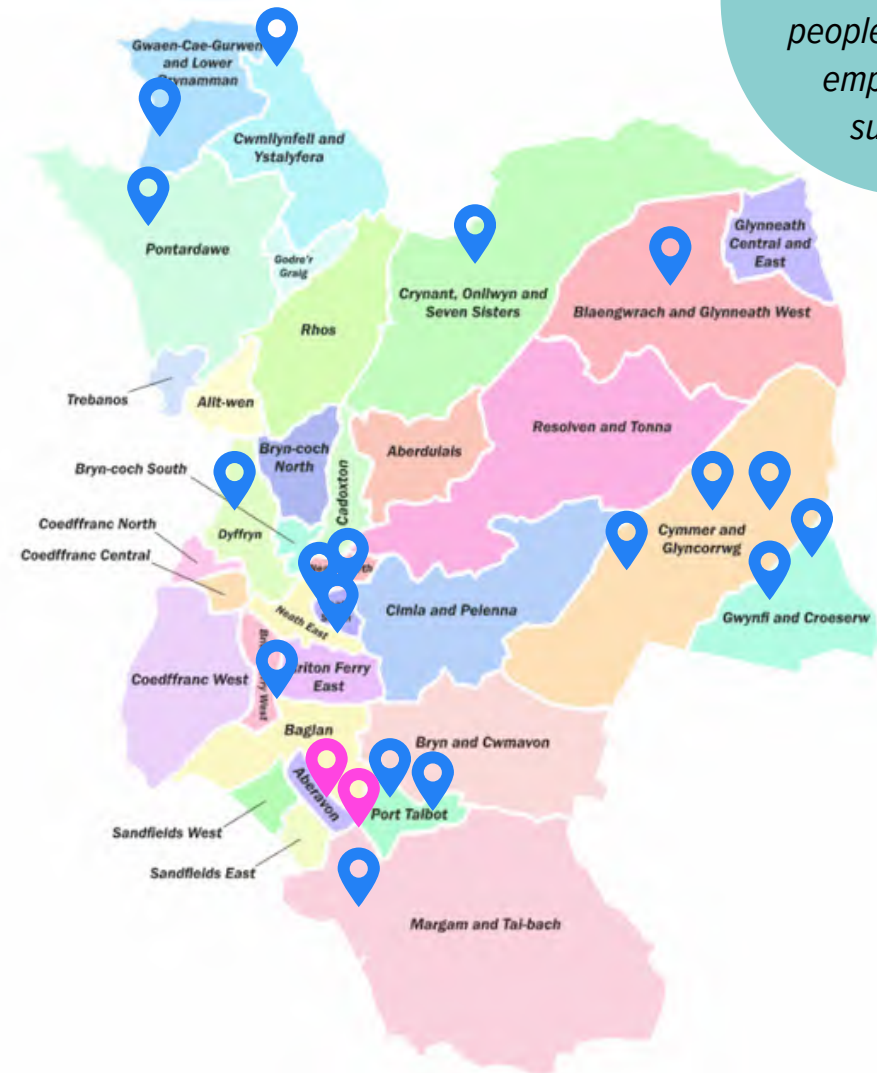 people
emp
su
Gwaen-Cae-Gurwen
and Lower
Brynamman
Cwmllynfell and
Ystalyfera
Pontardawe
Godre'r
Graig
Glynneath
Central and
East
Crynant, Onllwyn and
Seven Sisters
Blaengwrach and Glynneath West
Rhos
Trebanos
Allt-wen
Resolven and Tonna
Bryn-coch
North
Aberdulais
Bryn-coch South
Cadoxton
Coedffranc North
Dyffryn
Coedffranc Central
Cymmer and
Glyncorrwg
Neath East
Cimla and Pelenna
Gwynfi and Croeserw
Coedffranc West
Briton Ferry
East
Baglan
Bryn and Cwmavon
Aberavon
Port Talbot
Sandfields West
Sandfields East
Margam and Tai-bach